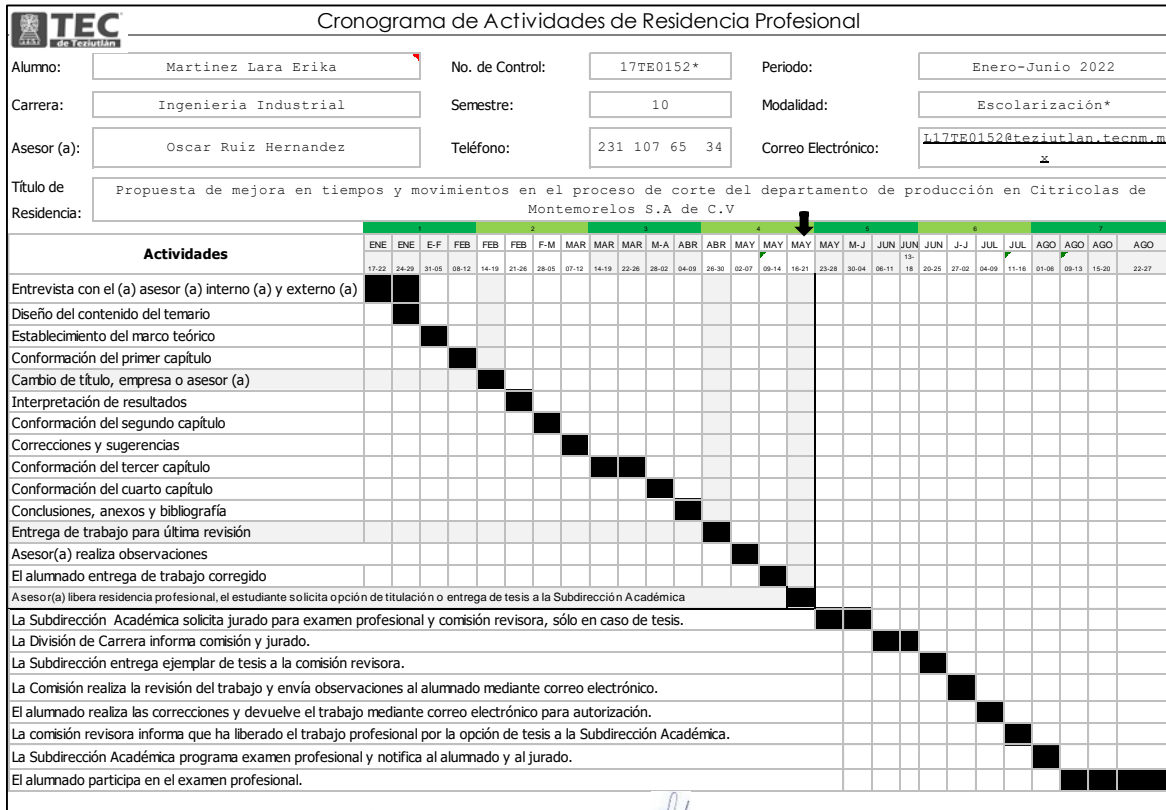 TEC
de Teziutlán
Cronograma de Actividades de Residencia Profesional
Alumno: Martinez Lara Erika No. de Control: 17TE0152* Periodo: Enero-Junio 2022
Carrera: Ingenieria Industrial Semestre: 10 Modalidad: Escolarización*
Asesor (a): Oscar Ruiz Hernandez Teléfono: 231 107 65 34 Correo Electrónico: L17TE0152@teziutlan.tecnm.m
x
Título de
Residencia:
Propuesta de mejora en tiempos y movimientos en el proceso de corte del departamento de producción en Citricolas de
Montemorelos S.A de C.V
1 2 3 4 5 6 7
Actividades
ENE ENE E-F FEB FEB FEB F-M MAR MAR MAR M-A ABR ABR MAY MAY MAY MAY M-J JUN JUN JUN J-J JUL JUL AGO AGO AGO AGO
17-22 24-29 31-05 08-12 14-19 21-26 28-05 07-12 14-19 22-26 28-02 04-09 26-30 02-07 09-14 16-21 23-28 30-04 06-11 13-18 20-25 27-02 04-09 11-16 01-06 09-13 15-20 22-27
Entrevista con el (a) asesor (a) interno (a) y externo (a)
Diseño del contenido del temario
Establecimiento del marco teórico
Conformación del primer capítulo
Cambio de título, empresa o asesor (a)
Interpretación de resultados
Conformación del segundo capítulo
Correcciones y sugerencias
Conformación del tercer capítulo
Conformación del cuarto capítulo
Conclusiones, anexos y bibliografía
Entrega de trabajo para última revisión
Asesor(a) realiza observaciones
El alumnado entrega de trabajo corregido
Asesor(a) libera residencia profesional, el estudiante solicita opción de titulación o entrega de tesis a la Subdirección Académica
La Subdirección Académica solicita jurado para examen profesional y comisión revisora, sólo en caso de tesis.
La División de Carrera informa comisión y jurado.
La Subdirección entrega ejemplar de tesis a la comisión revisora.
La Comisión realiza la revisión del trabajo y envía observaciones al alumnado mediante correo electrónico.
El alumnado realiza las correcciones y devuelve el trabajo mediante correo electrónico para autorización.
La comisión revisora informa que ha liberado el trabajo profesional por la opción de tesis a la Subdirección Académica.
La Subdirección Académica programa examen profesional y notifica al alumnado y al jurado.
El alumnado participa en el examen profesional.